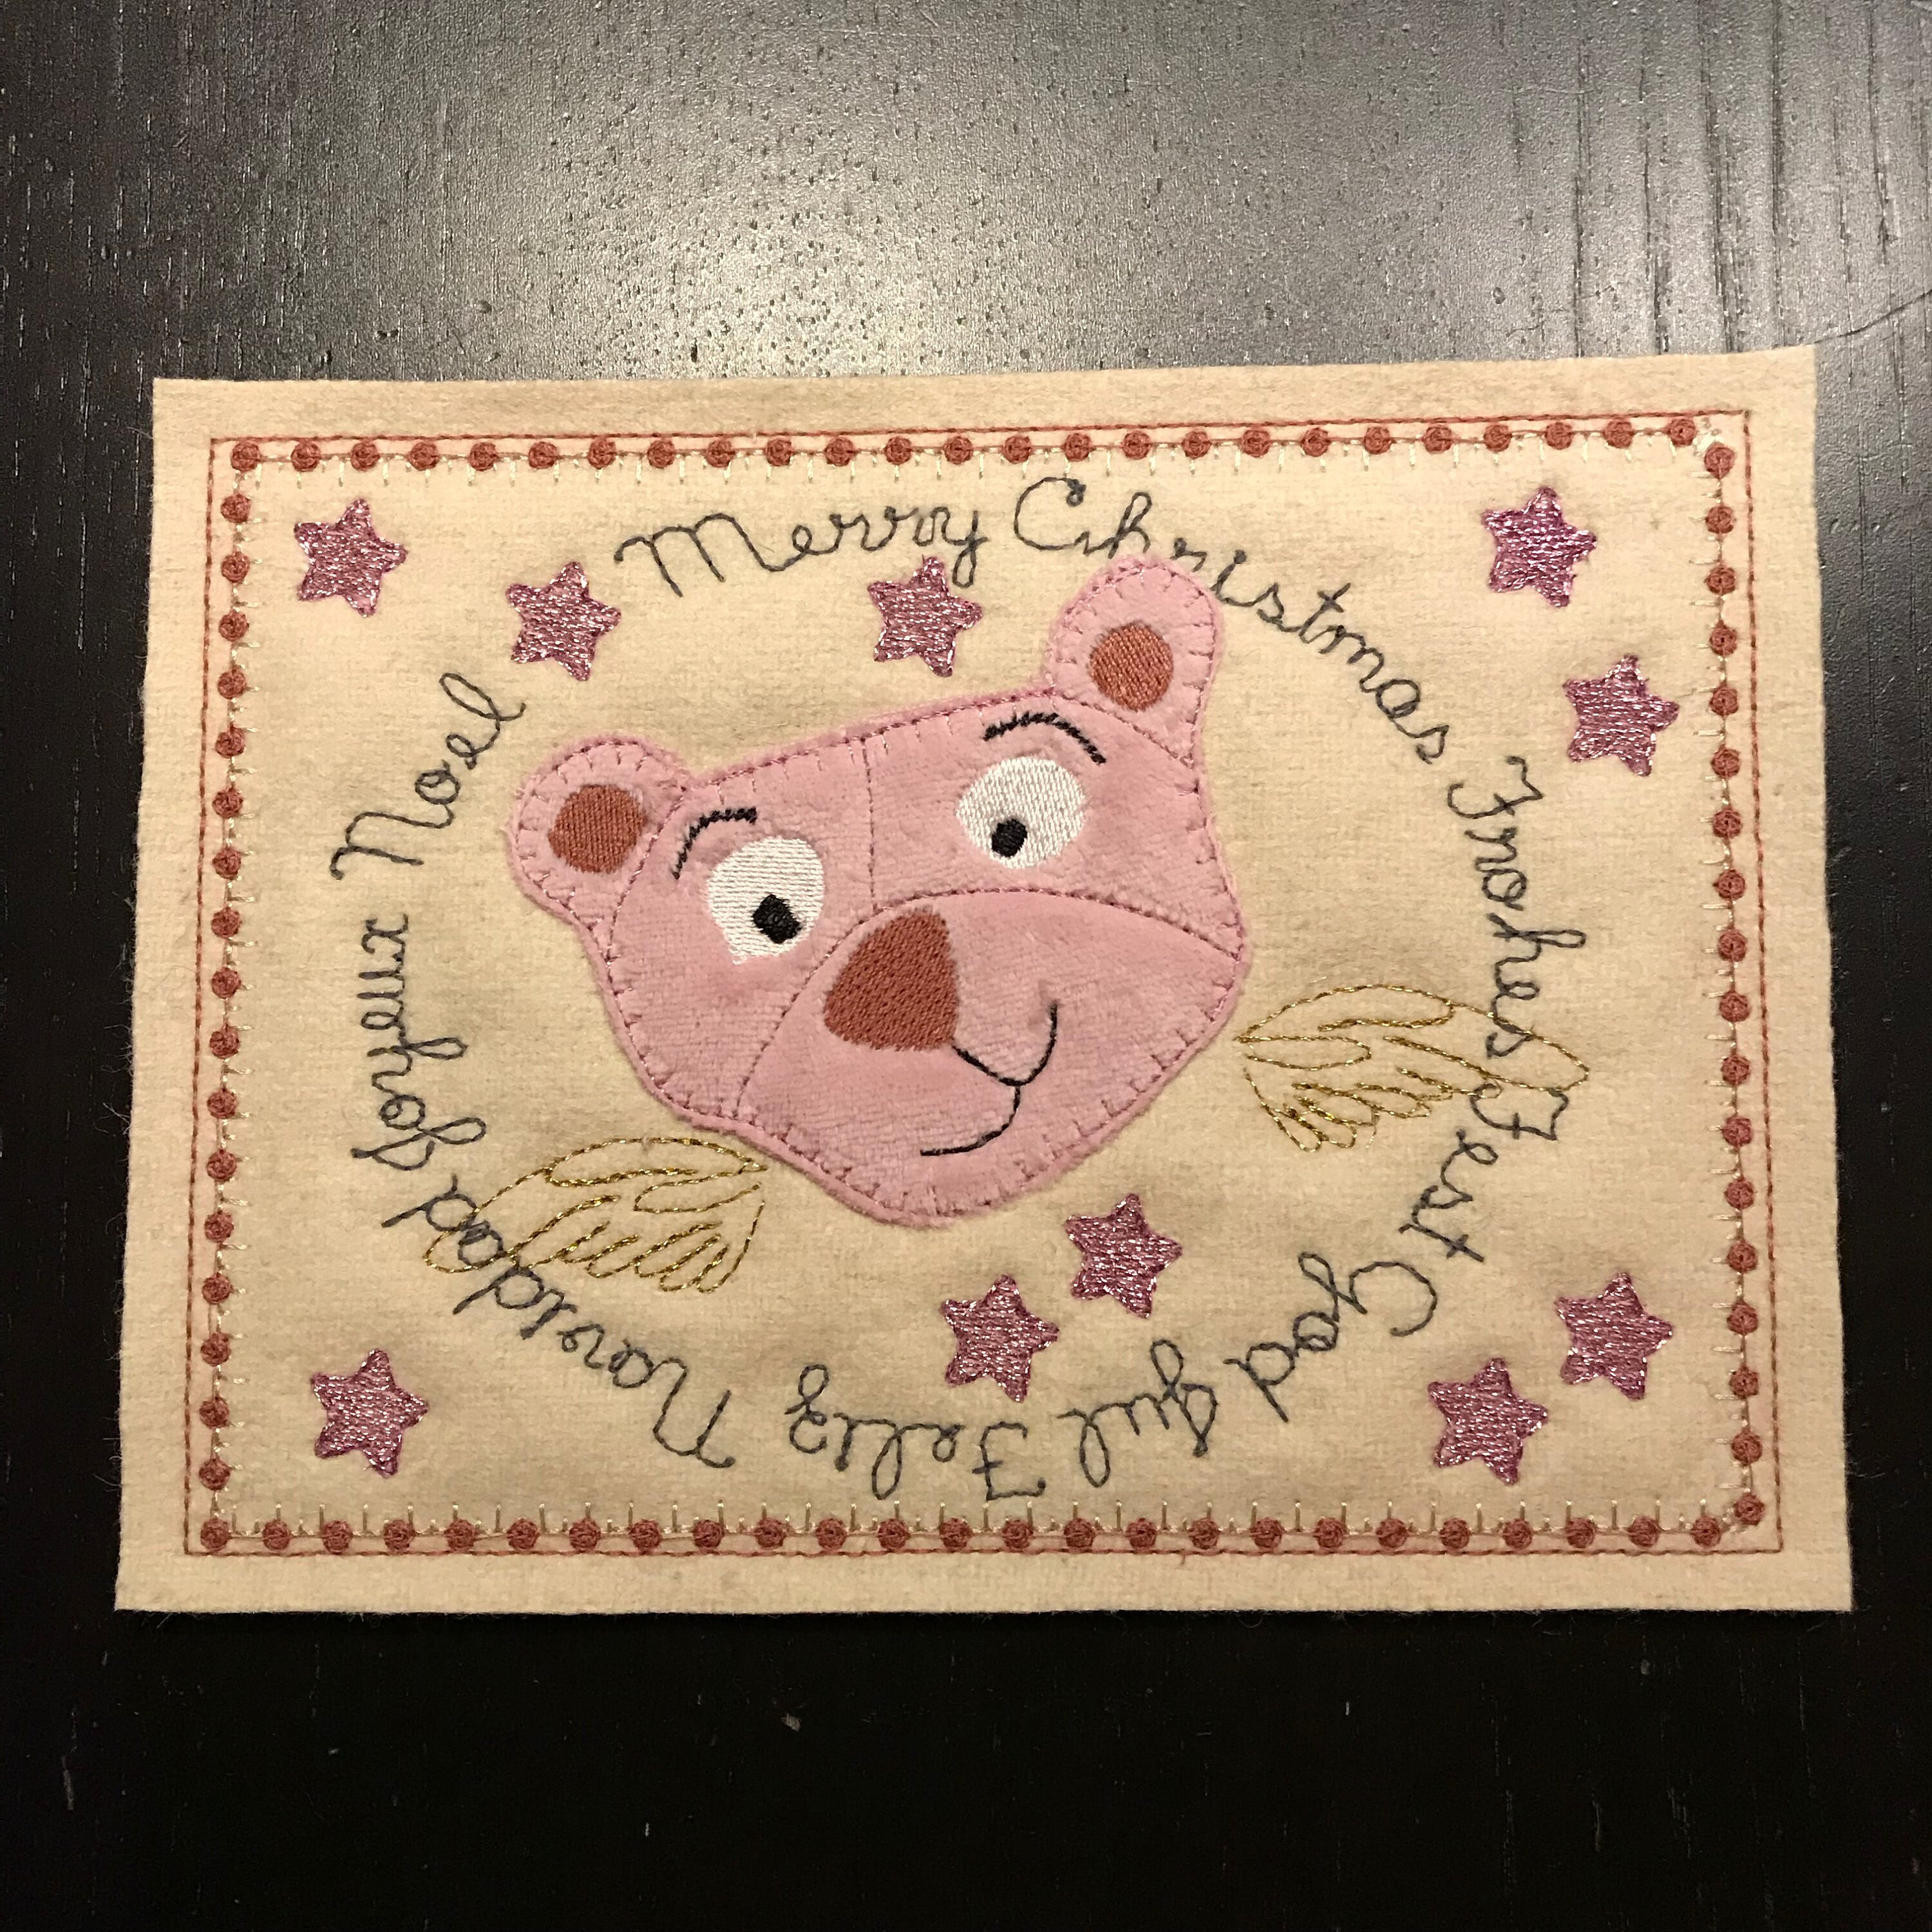 Merry Christmas Frohes Fest God Jul Feliz Navidad Joyeux Noel